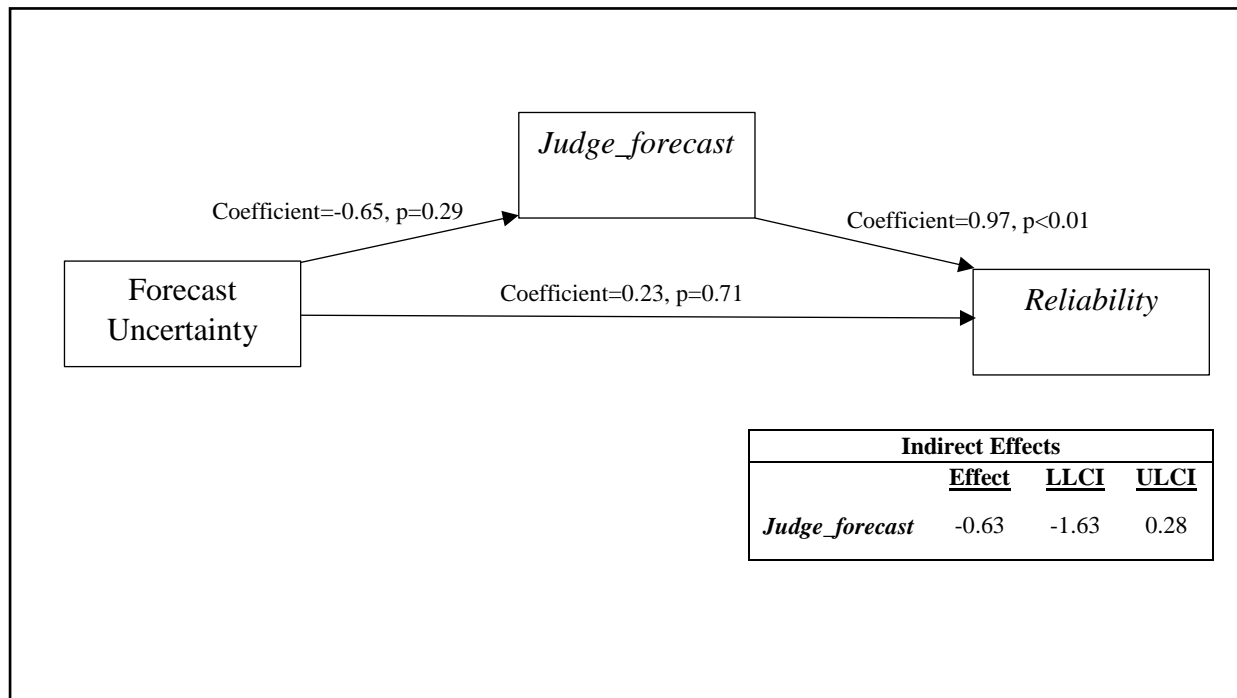 Judge_forecast
Coefficient=-0.65, p=0.29
Coefficient=0.97, p<0.01
Forecast
Uncertainty
Coefficient=0.23, p=0.71
Reliability
Indirect Effects
Effect LLCI ULCI
Judge_forecast -0.63 -1.63 0.28